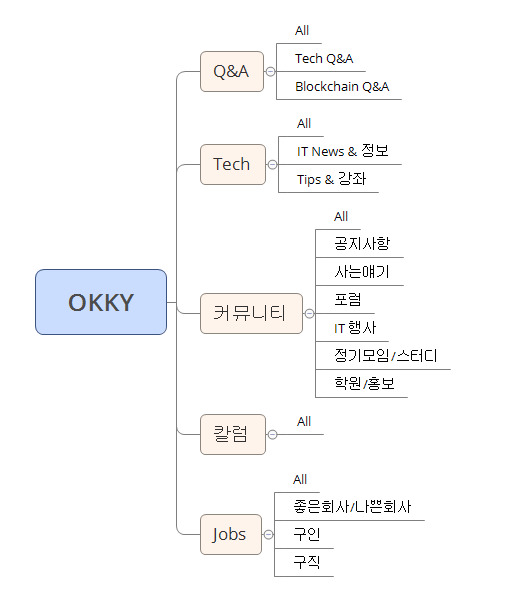 OKKY
Q&A
All
Tech Q&A
Blockchain Q&A
Tech
All
IT News & 정보
Tips & 강좌
커뮤니티
All
공지사항
사는얘기
포럼
IT 행사
정기모임/스터디
학원/홍보
칼럼
All
Jobs
All
좋은회사/나쁜회사
구인
구직